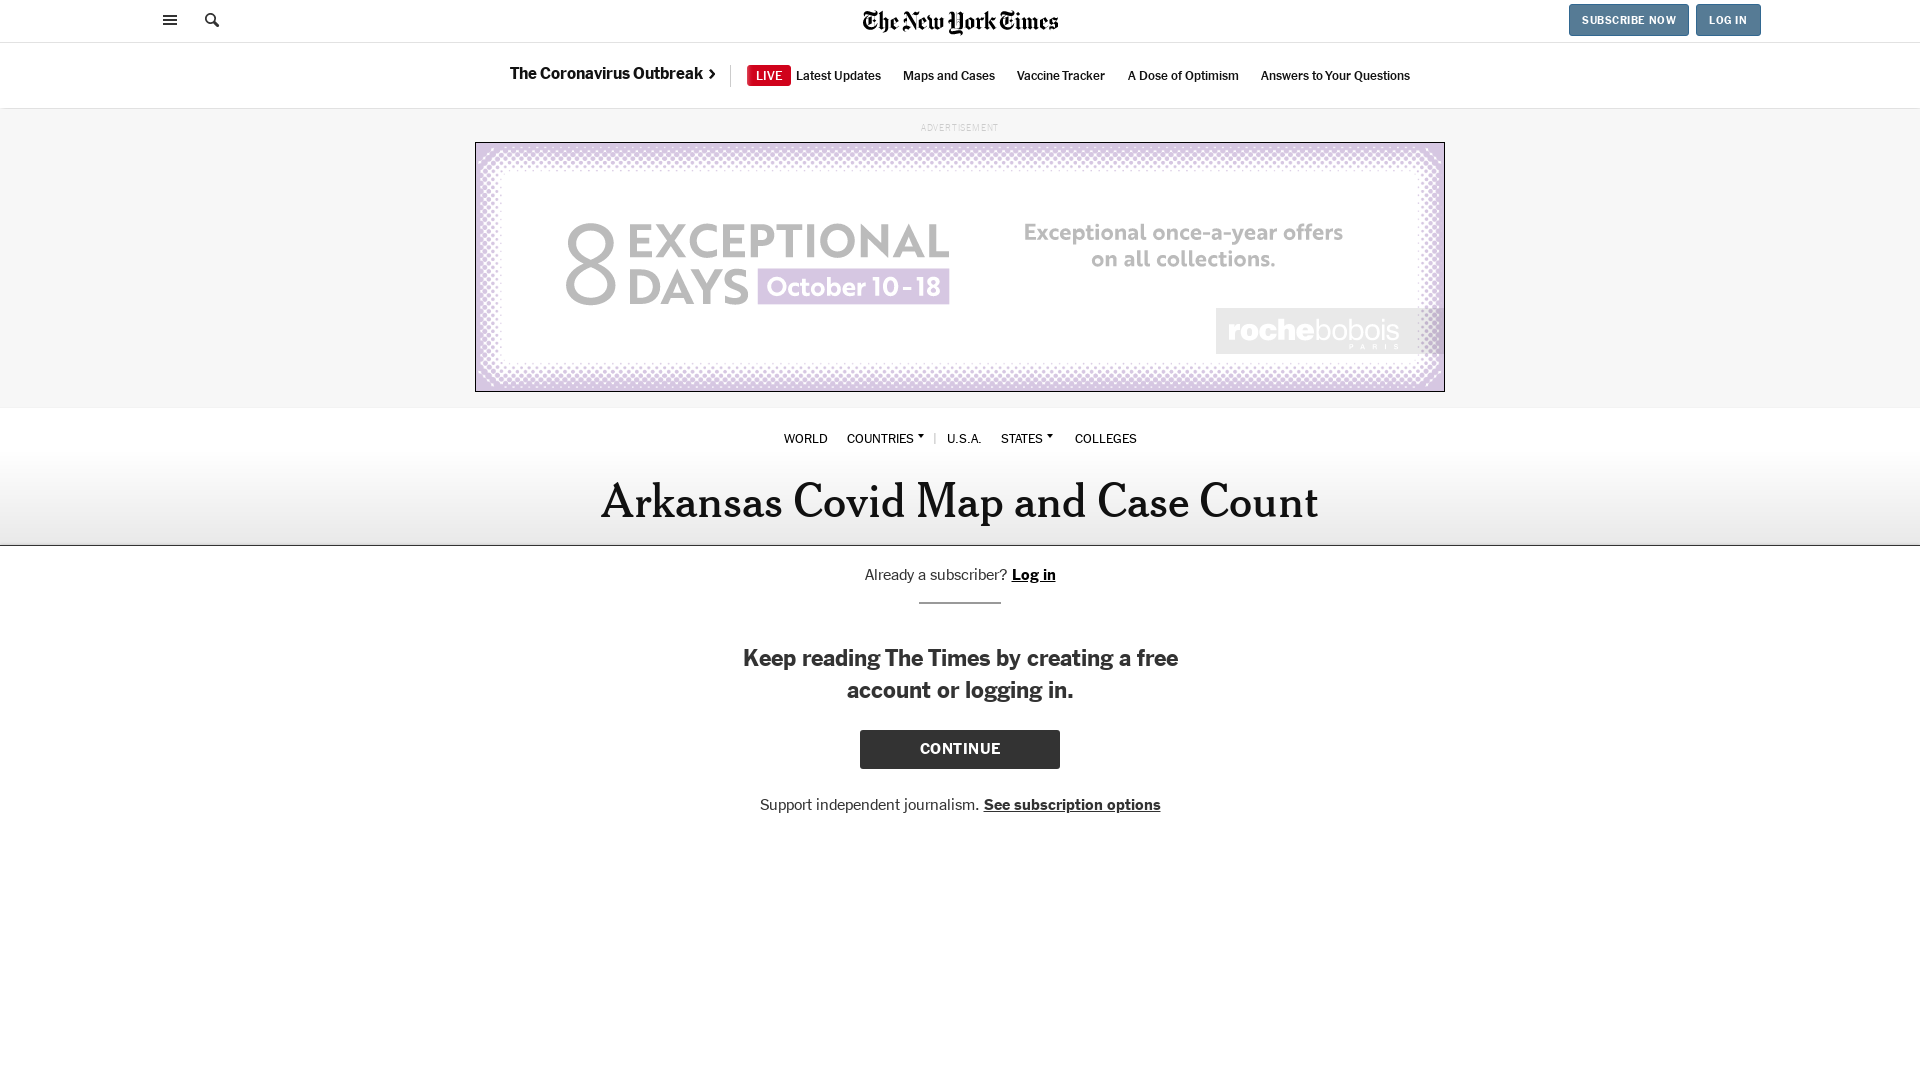 The New York Times
SUBSCRIBE NOW
LOG IN
The Coronavirus Outbreak
LIVE Latest Updates
Maps and Cases
Vaccine Tracker
A Dose of Optimism
Answers to Your Questions
ADVERTISEMENT
8 EXCEPTIONAL
DAYS October 10-18
Exceptional once-a-year offers
on all collections.
rochebobois
PARIS
WORLD COUNTRIES | U.S.A. STATES COLLEGES
Arkansas Covid Map and Case Count
Already a subscriber? Log in
Keep reading The Times by creating a free
account or logging in.
CONTINUE
Support independent journalism. See subscription options